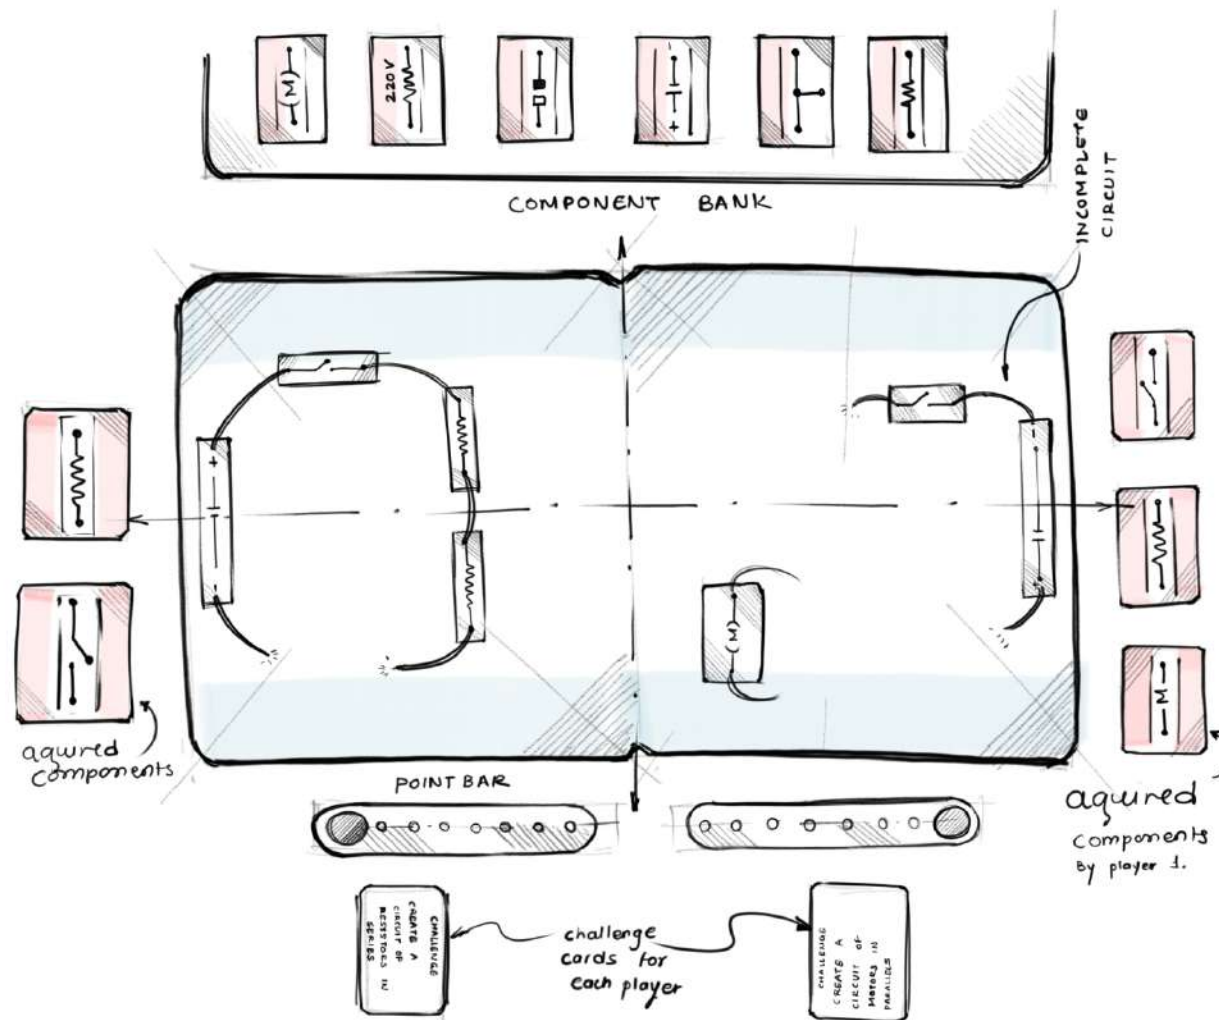 220V
COMPONENT BANK
INCOMPLETE
CIRCUIT
aqured
components
POINT BAR
aqured
components
By player 1.
CHALLENGE
CREATE A
CIRCUIT OF
RESISTORS IN
SERIES
challenge
cards for
each player
CHALLENGE
CREATE A
CIRCUIT OF
MOTORS IN
PARALLELS
(M)
(M)
M